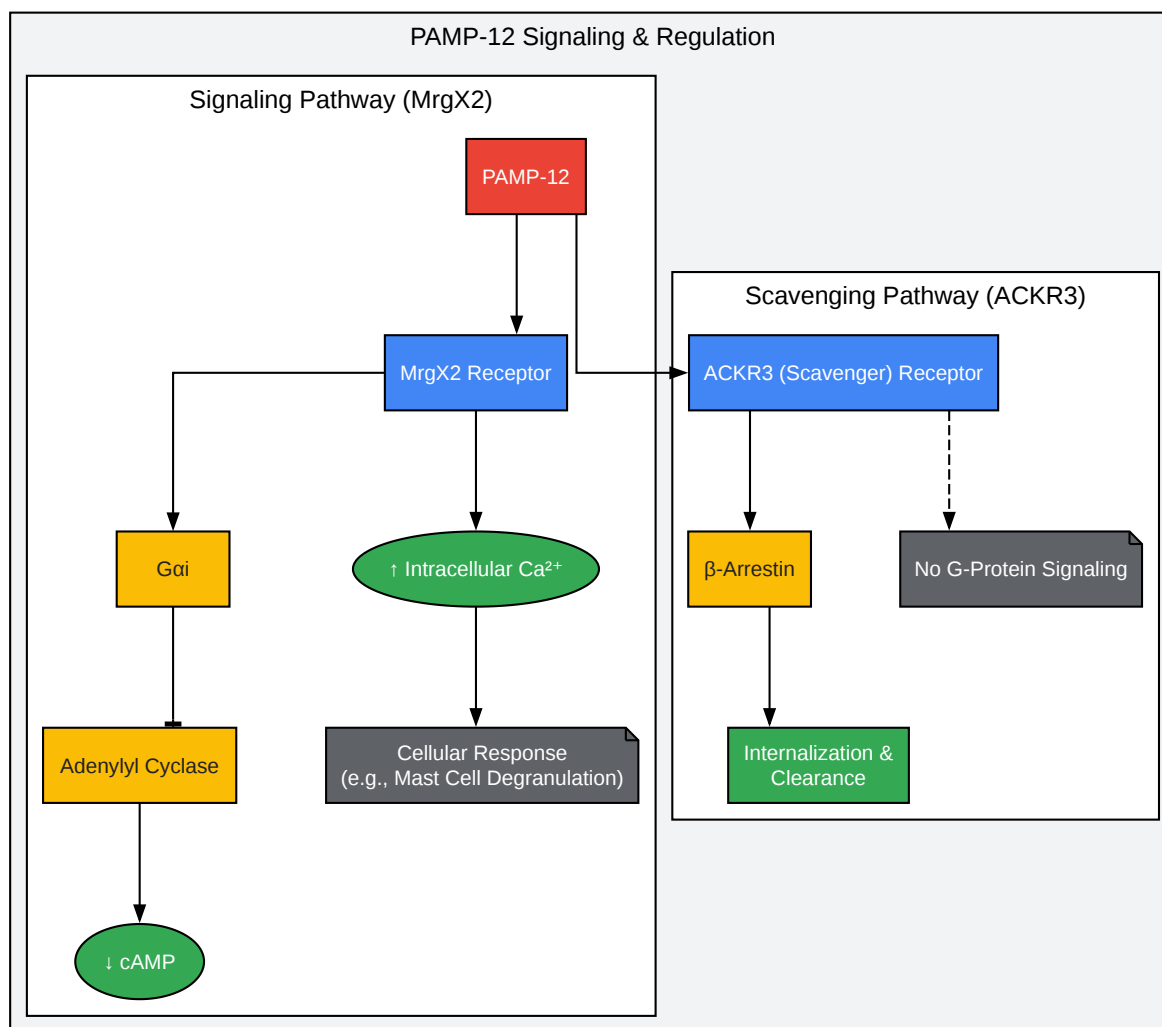 PAMP-12 Signaling & Regulation
Signaling Pathway (MrgX2)
PAMP-12
Scavenging Pathway (ACKR3)
MrgX2 Receptor
ACKR3 (Scavenger) Receptor
Gαi
↑ Intracellular Ca²⁺
β-Arrestin
No G-Protein Signaling
Adenylyl Cyclase
Cellular Response
(e.g., Mast Cell Degranulation)
Internalization &
Clearance
↓ cAMP